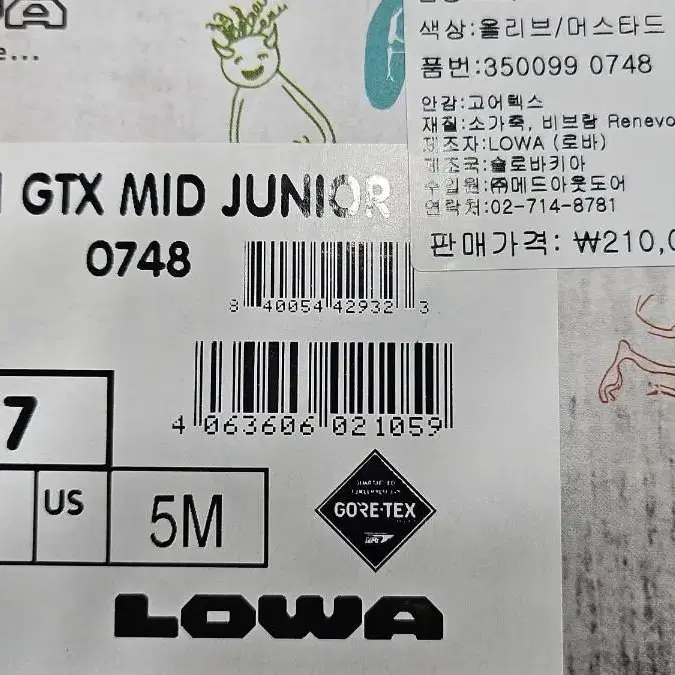 e...
색상:올리브/머스타드
품번:350099 0748
안감:고어텍스
재질:소가죽, 비브람 Renevo
제조자:LOWA (로바)
제조국:슬로바키아
수입원:㈜메드아웃도어
연락처:02-714-8781
판매가격: ₩210,0
GTX MID JUNIOR
0748
8 40054 42932 3
4 063606 021059
7
US
5M
GORE-TEX
LOWA